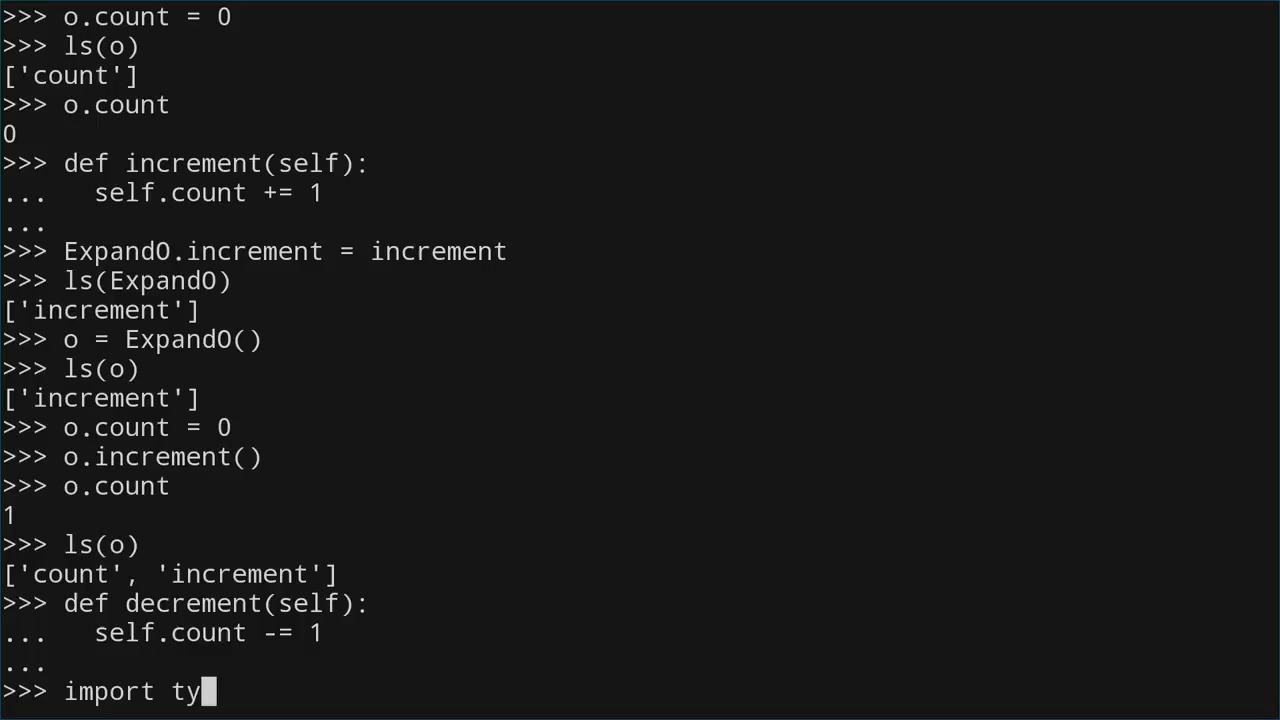 >>> o.count = 0
>>> ls(o)
['count']
>>> o.count
0
>>> def increment(self):
...   self.count += 1
...
>>> ExpandO.increment = increment
>>> ls(ExpandO)
['increment']
>>> o = ExpandO()
>>> ls(o)
['increment']
>>> o.count = 0
>>> o.increment()
>>> o.count
1
>>> ls(o)
['count', 'increment']
>>> def decrement(self):
...   self.count -= 1
...
>>> import ty